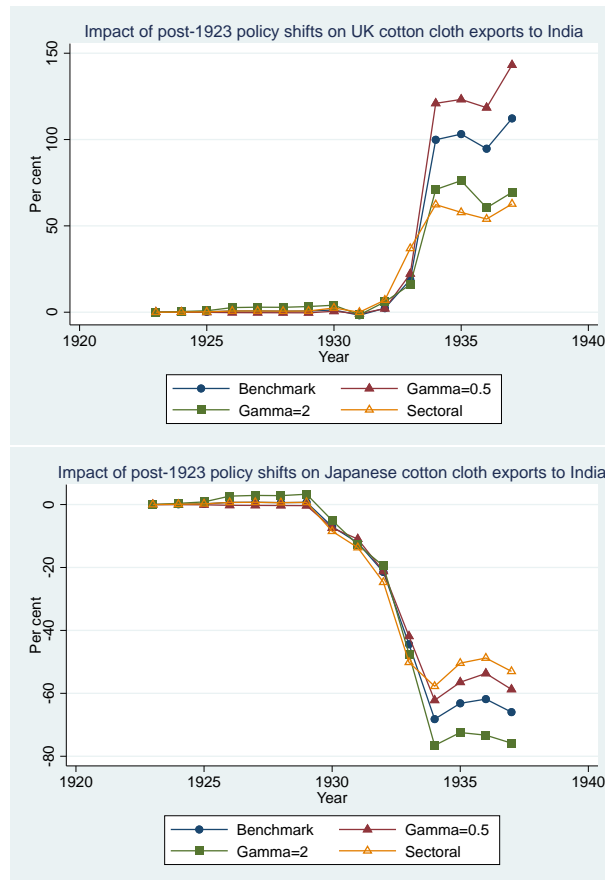 Impact of post-1923 policy shifts on UK cotton cloth exports to India
150
100
50
0
Per cent
1920 1925 1930 1935 1940
Year
Benchmark Gamma=0.5
Gamma=2 Sectoral
Impact of post-1923 policy shifts on Japanese cotton cloth exports to India
0
-20
-40
-60
-80
Per cent
1920 1925 1930 1935 1940
Year
Benchmark Gamma=0.5
Gamma=2 Sectoral